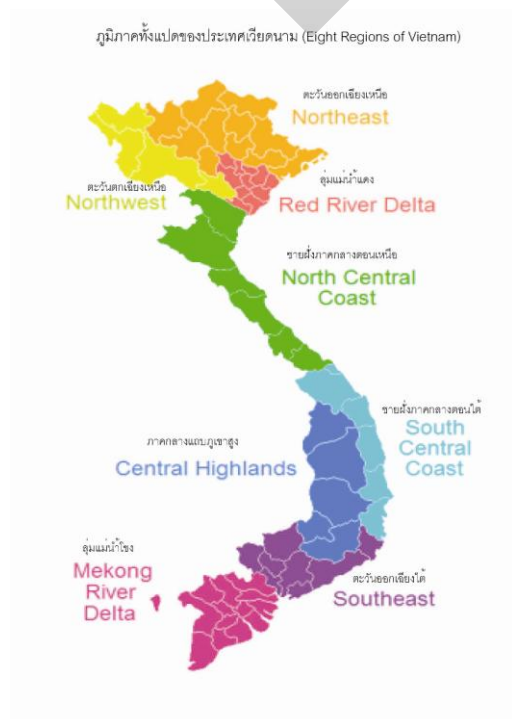 ภูมิภาคทั้งแปดของประเทศเวียดนาม (Eight Regions of Vietnam)
ตะวันออกเฉียงเหนือ
Northeast
ลุ่มแม่น้ำแดง
Red River Delta
ตะวันตกเฉียงเหนือ
Northwest
ชายฝั่งภาคกลางตอนเหนือ
North Central
Coast
ชายฝั่งภาคกลางตอนใต้
South
Central
Coast
ภาคกลางแถบภูเขาสูง
Central Highlands
ลุ่มแม่น้ำโขง
Mekong
River
Delta
ตะวันออกเฉียงใต้
Southeast